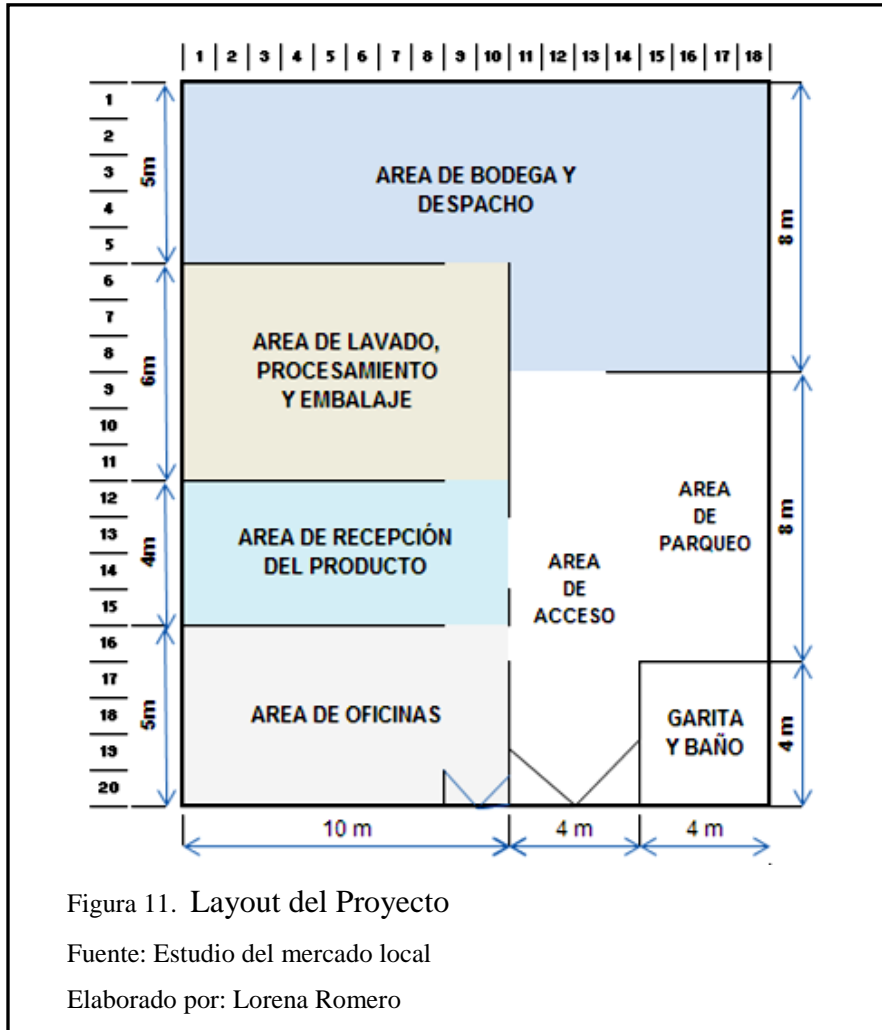 1 2 3 4 5 6 7 8 9 10 11 12 13 14 15 16 17 18
1
2
3
4
5
6
7
8
9
10
11
12
13
14
15
16
17
18
19
20
5m
6m
4m
5m
AREA DE BODEGA Y
DESPACHO
8 m
AREA DE LAVADO,
PROCESAMIENTO
Y EMBALAJE
AREA DE RECEPCIÓN
DEL PRODUCTO
AREA
DE
ACCESO
AREA
DE
PARQUEO
8 m
AREA DE OFICINAS
GARITA
Y BAÑO
4 m
10 m
4 m
4 m
Figura 11. Layout del Proyecto
Fuente: Estudio del mercado local
Elaborado por: Lorena Romero